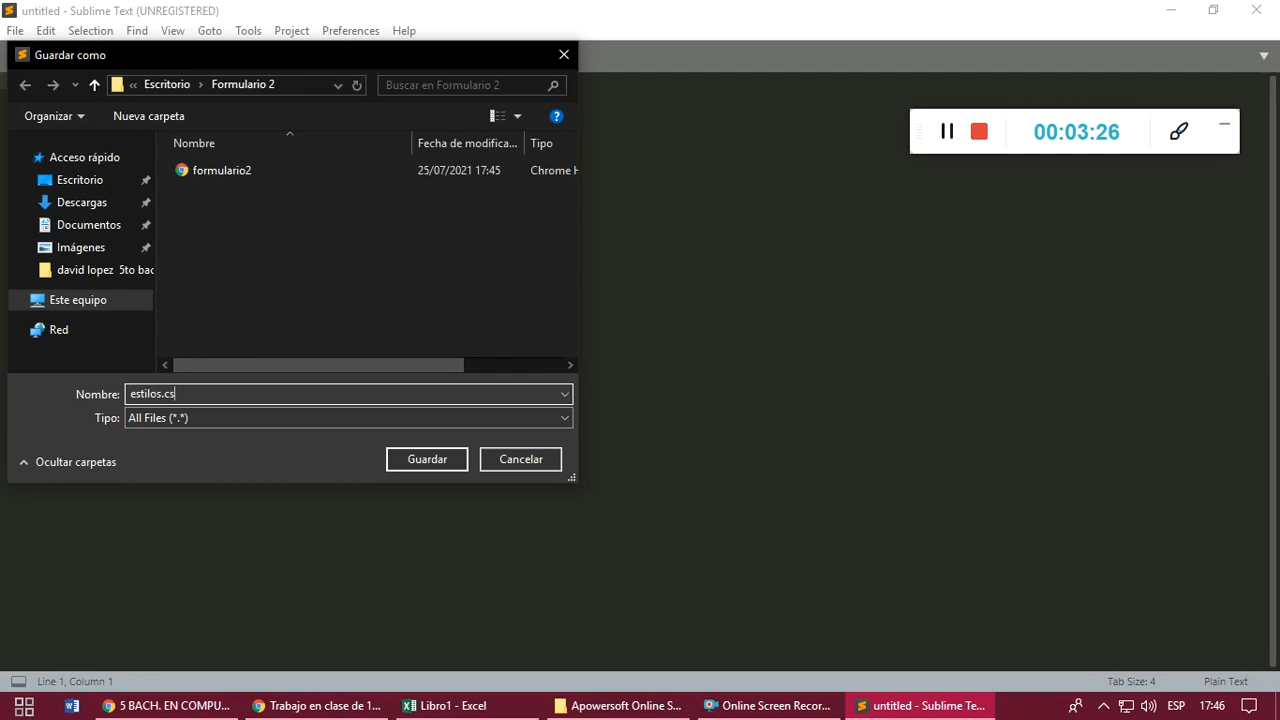 untitled - Sublime Text (UNREGISTERED)
File Edit Selection Find View Goto Tools Project Preferences Help
Guardar como
Escritorio Formulario 2
Buscar en Formulario 2
Organizar Nueva carpeta
Nombre Fecha de modifica... Tipo
Acceso rápido
formulario2 25/07/2021 17:45 Chrome H
Escritorio
Descargas
Documentos
Imágenes
david lopez 5to bac
Este equipo
Red
00:03:26
Nombre: estilos.cs
Tipo: All Files (*.*)
Ocultar carpetas Guardar Cancelar
Line 1, Column 1 Tab Size: 4 Plain Text
5 BACH. EN COMPU... Trabajo en clase de 1... Libro1 - Excel Apowersoft Online S... Online Screen Recor... untitled - Sublime Te... ESP 17:46